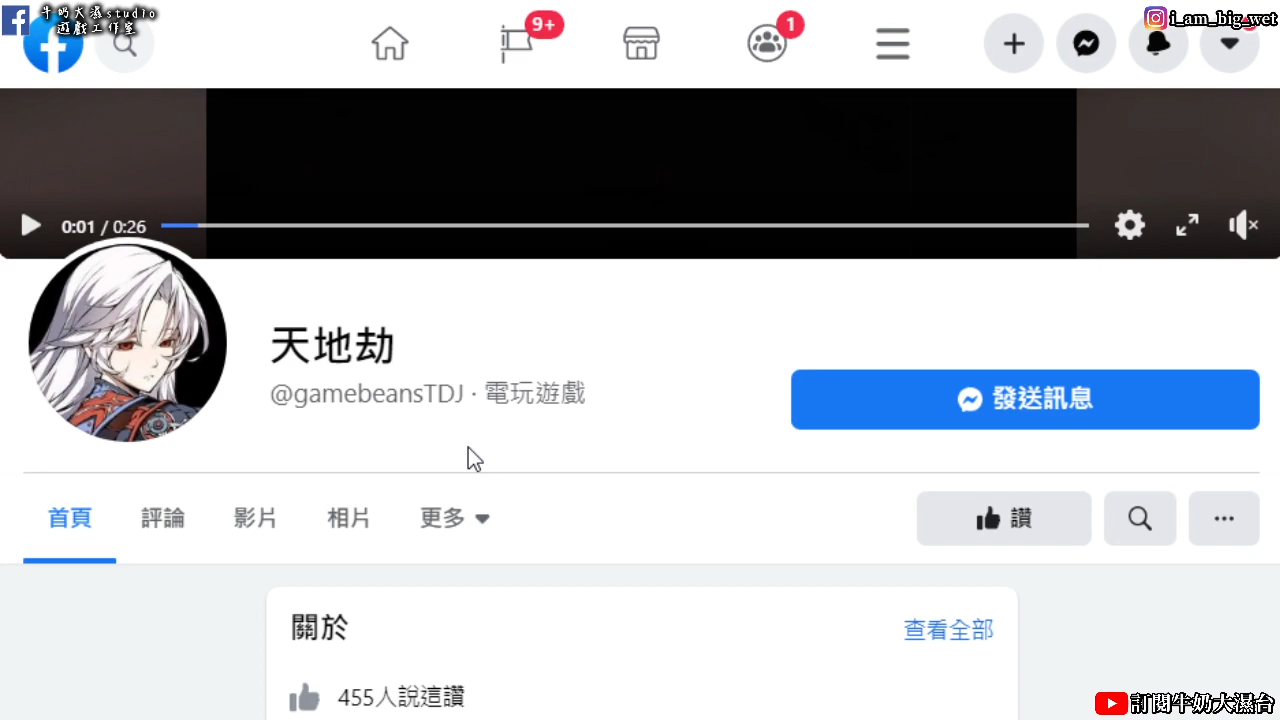 牛奶大濕studio
遊戲工作室
9+
1
i_am_big_wet
0:01 / 0:26
天地劫
@gamebeansTDJ · 電玩遊戲
發送訊息
首頁
評論
影片
相片
更多
讚
關於
查看全部
455人說這讚
訂閱牛奶大濕台